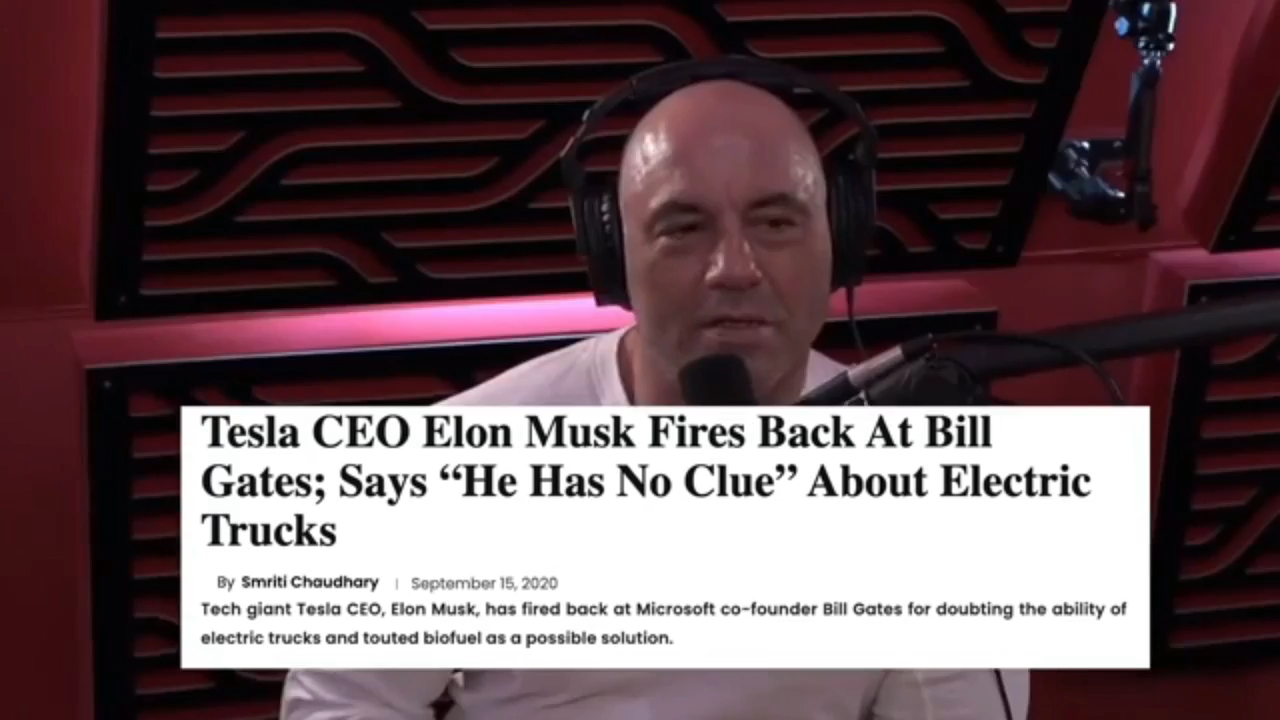 Tesla CEO Elon Musk Fires Back At Bill
Gates; Says “He Has No Clue” About Electric
Trucks
By Smriti Chaudhary | September 15, 2020
Tech giant Tesla CEO, Elon Musk, has fired back at Microsoft co-founder Bill Gates for doubting the ability of
electric trucks and touted biofuel as a possible solution.